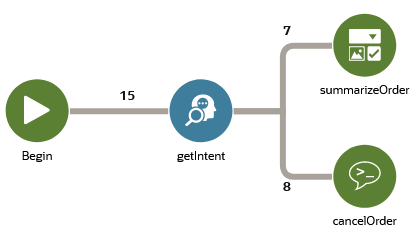 7
summarizeOrder
15
Begin
getIntent
8
cancelOrder